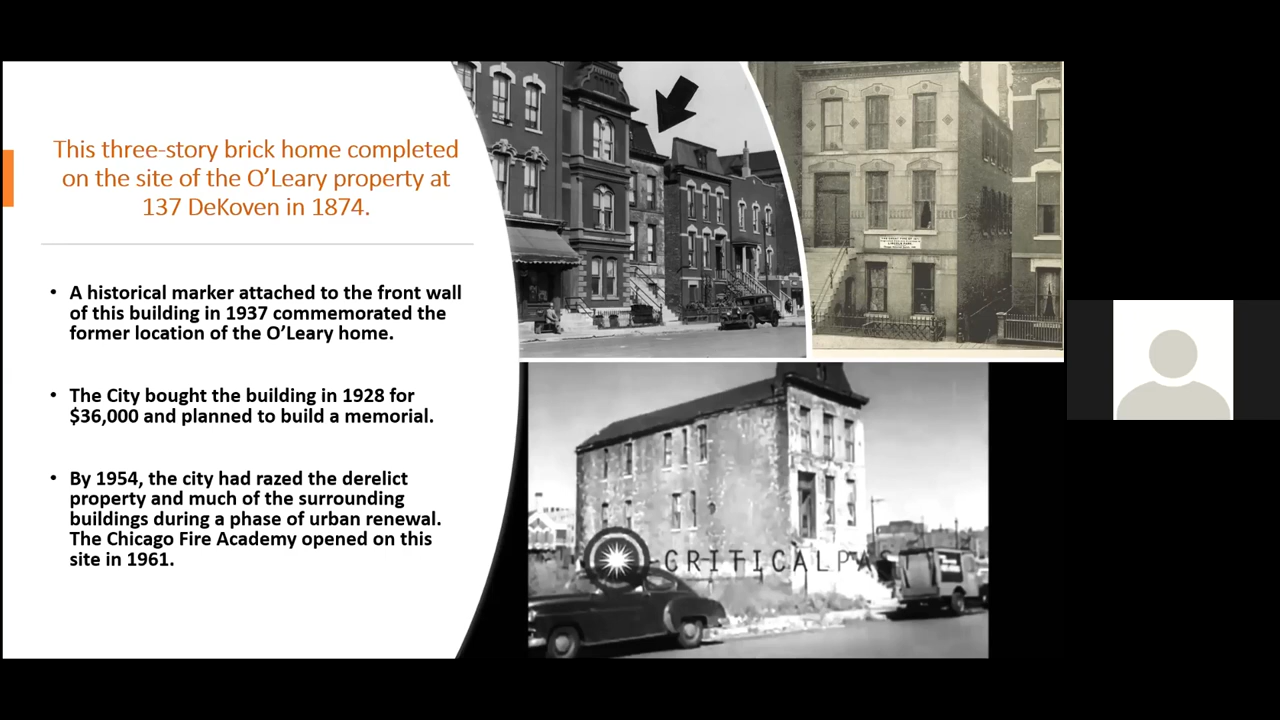 This three-story brick home completed
on the site of the O’Leary property at
137 DeKoven in 1874.
• A historical marker attached to the front wall
of this building in 1937 commemorated the
former location of the O’Leary home.
• The City bought the building in 1928 for
$36,000 and planned to build a memorial.
• By 1954, the city had razed the derelict
property and much of the surrounding
buildings during a phase of urban renewal.
The Chicago Fire Academy opened on this
site in 1961.
CRITICALPAS